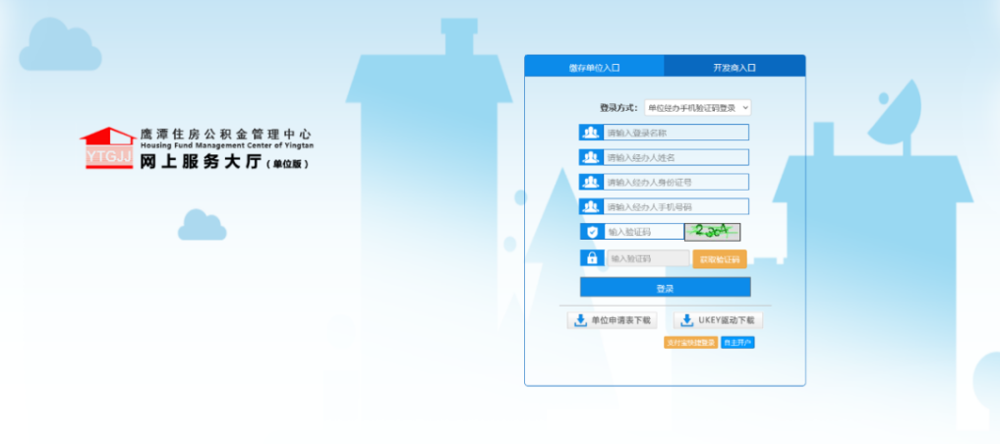 鹰潭住房公积金管理中心
Housing Fund Management Center of Yingtan
YTGJJ
网上服务大厅(单位版)
缴存单位入口
开发商入口
登录方式:
单位经办手机验证码登录
请输入登录名称
请输入经办人姓名
请输入经办人身份证号
请输入经办人手机号码
输入验证码
输入验证码
获取验证码
登录
单位申请表下载
UKEY驱动下载
支付宝快捷登录
自主开户